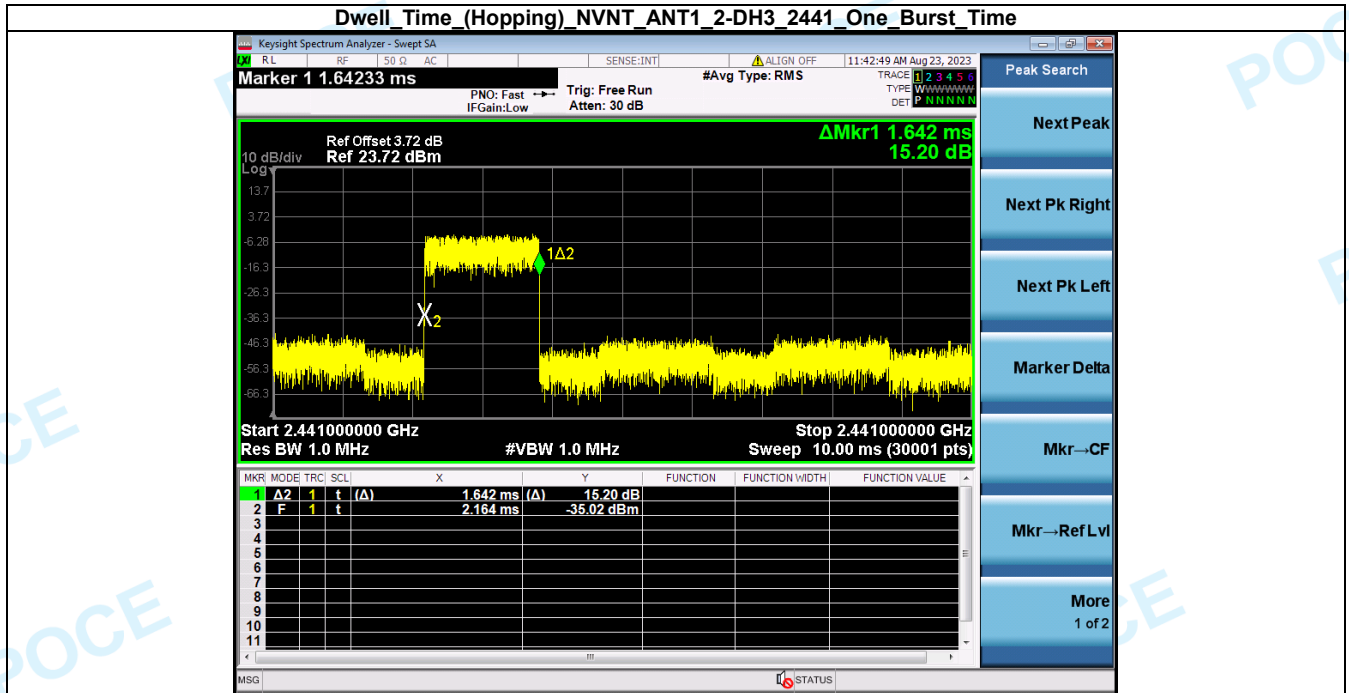 Dwell_Time_(Hopping)_NVNT_ANT1_2-DH3_2441_One_Burst_Time
Keysight Spectrum Analyzer - Swept SA
LXI RL RF 50 Ω AC SENSE:INT ALIGN OFF 11:42:49 AM Aug 23, 2023
Marker 1 1.64233 ms
PNO: Fast
IFGain:Low
Trig: Free Run
Atten: 30 dB
#Avg Type: RMS
TRACE 1 2 3 4 5 6
TYPE WWWWWW
DET P N N N N N
Peak Search
ΔMkr1 1.642 ms
15.20 dB
Ref Offset 3.72 dB
10 dB/div Ref 23.72 dBm
Log
13.7
3.72
-6.28
-16.3
-26.3
-36.3
-46.3
-56.3
-66.3
1Δ2
X2
Start 2.441000000 GHz Stop 2.441000000 GHz
Res BW 1.0 MHz #VBW 1.0 MHz Sweep 10.00 ms (30001 pts)
MKR MODE TRC SCL X Y FUNCTION FUNCTION WIDTH FUNCTION VALUE
1 Δ2 1 t (Δ) 1.642 ms (Δ) 15.20 dB
2 F 1 t 2.164 ms -35.02 dBm
3
4
5
6
7
8
9
10
11
MSG STATUS
Next Peak
Next Pk Right
Next Pk Left
Marker Delta
Mkr→CF
Mkr→Ref Lvl
More
1 of 2
POCE
POCE
POCE